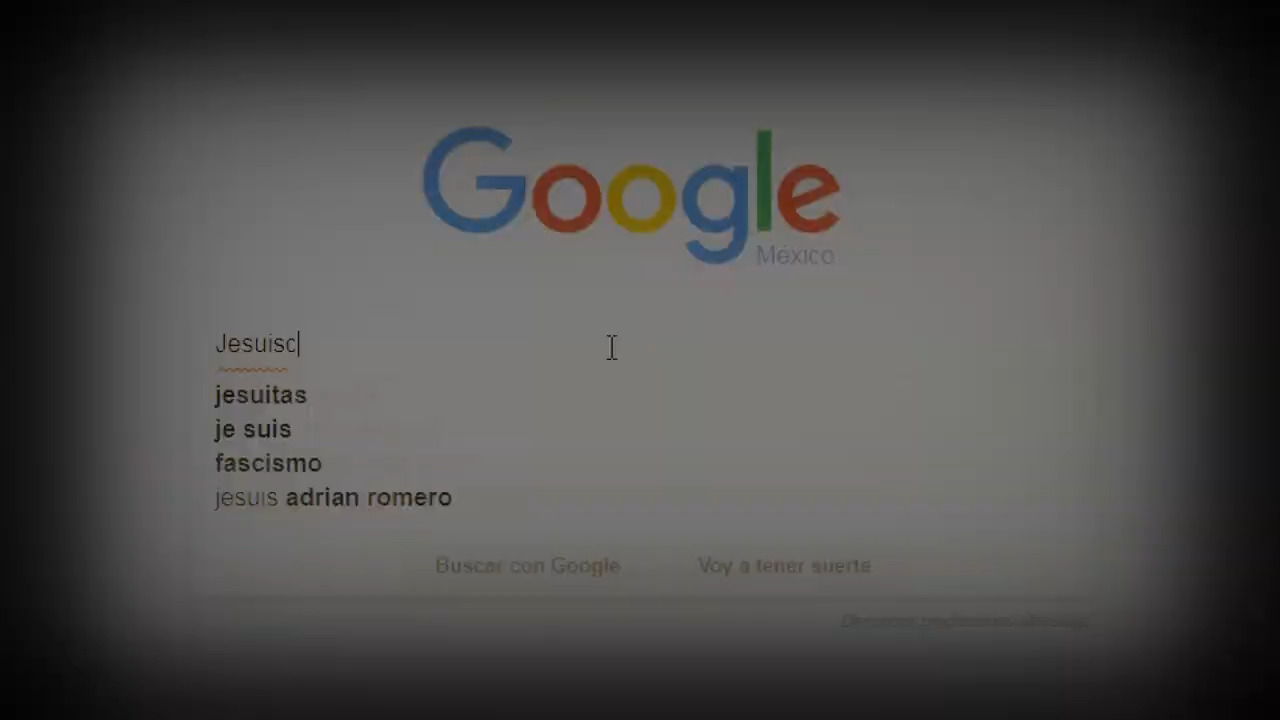 Google
México
Jesuisc
jesuitas
je suis
fascismo
jesuis adrian romero
Buscar con Google
Voy a tener suerte